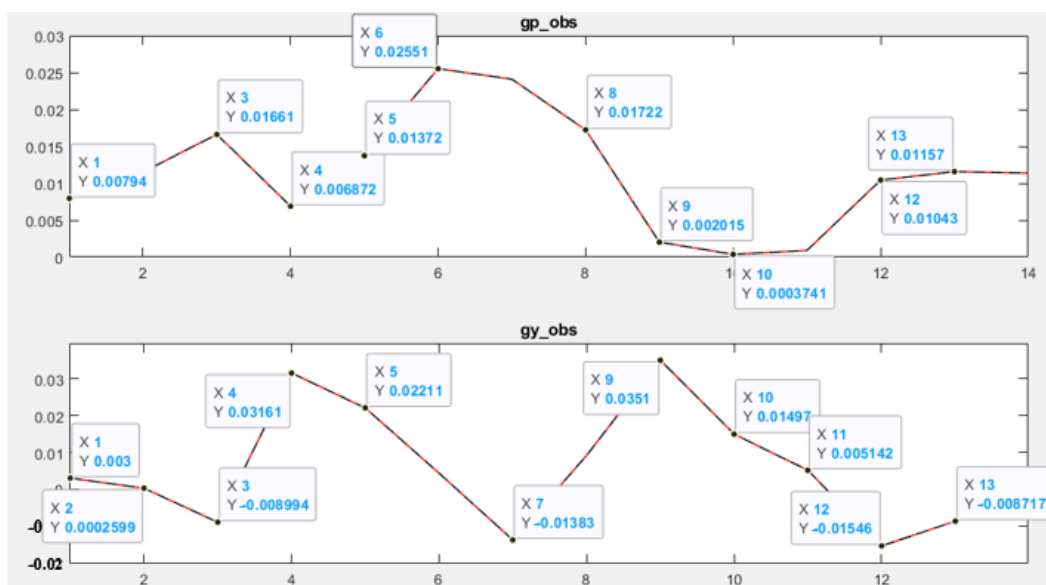 gp_obs
0.03
0.025
0.02
0.015
0.01
0.005
0
X 1
Y 0.00794
X 3
Y 0.01661
X 4
Y 0.006872
X 5
Y 0.01372
X 6
Y 0.02551
X 8
Y 0.01722
X 9
Y 0.002015
X 10
Y 0.0003741
X 13
Y 0.01157
X 12
Y 0.01043
2 4 6 8 10 12 14
gy_obs
0.03
0.02
0.01
-0.02
X 1
Y 0.003
X 2
Y 0.0002599
X 3
Y -0.008994
X 4
Y 0.03161
X 5
Y 0.02211
X 7
Y -0.01383
X 9
Y 0.0351
X 10
Y 0.01497
X 11
Y 0.005142
X 12
Y -0.01546
X 13
Y -0.008717
2 4 6 8 10 12